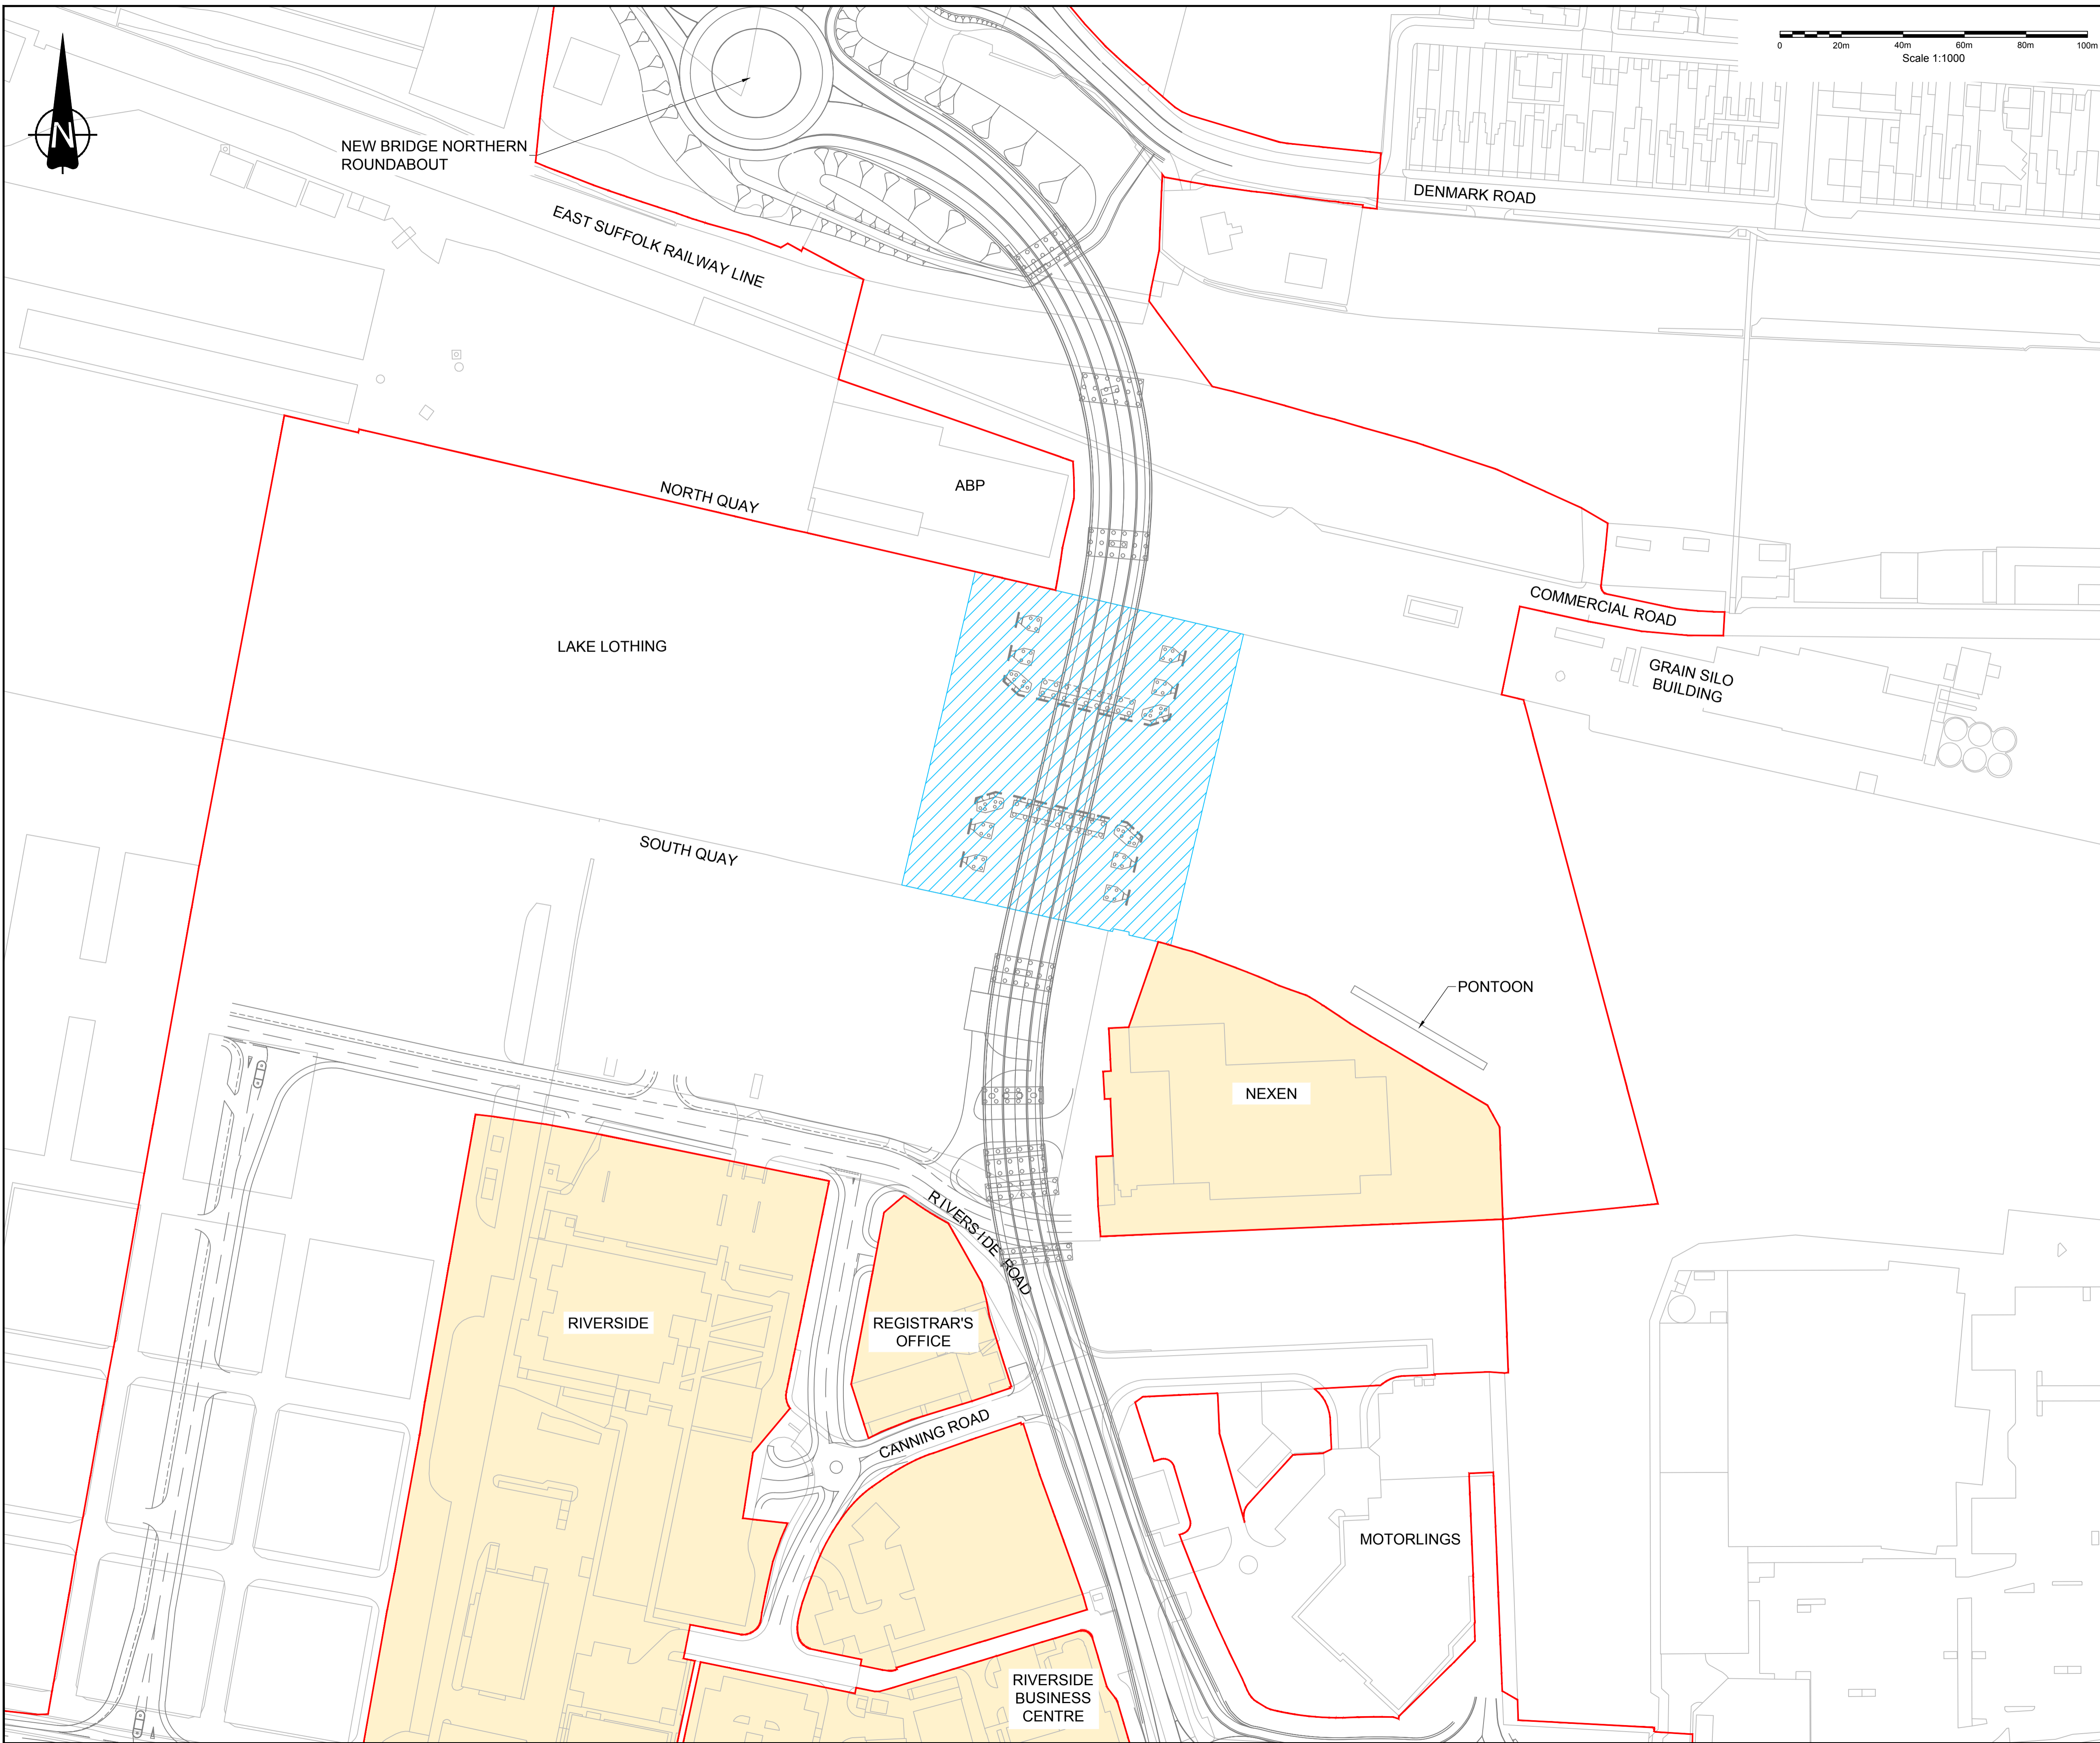 0 20m 40m 60m 80m 100m
Scale 1:1000
N
NEW BRIDGE NORTHERN
ROUNDABOUT
DENMARK ROAD
EAST SUFFOLK RAILWAY LINE
NORTH QUAY
ABP
COMMERCIAL ROAD
LAKE LOTHING
GRAIN SILO
BUILDING
SOUTH QUAY
PONTOON
NEXEN
RIVERSIDE ROAD
RIVERSIDE
REGISTRAR'S
OFFICE
CANNING ROAD
MOTORLINGS
RIVERSIDE
BUSINESS
CENTRE